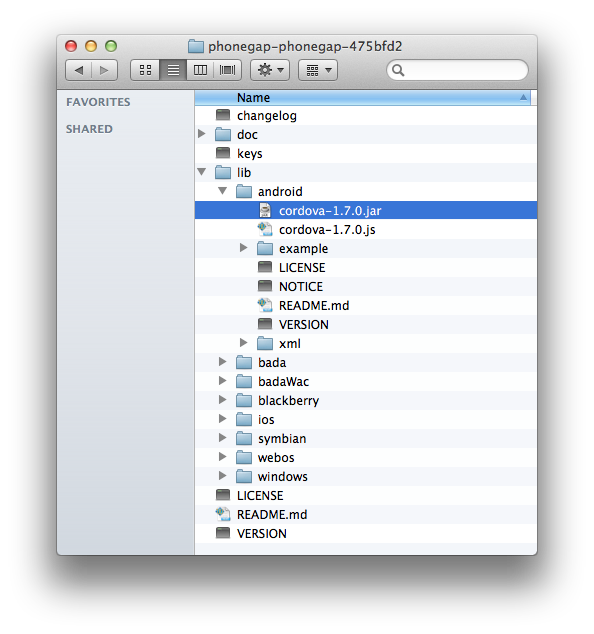 phonegap-phonegap-475bfd2
FAVORITES
SHARED
Name
changelog
doc
keys
lib
android
cordova-1.7.0.jar
cordova-1.7.0.js
example
LICENSE
NOTICE
README.md
VERSION
xml
bada
badaWac
blackberry
ios
symbian
webos
windows
LICENSE
README.md
VERSION